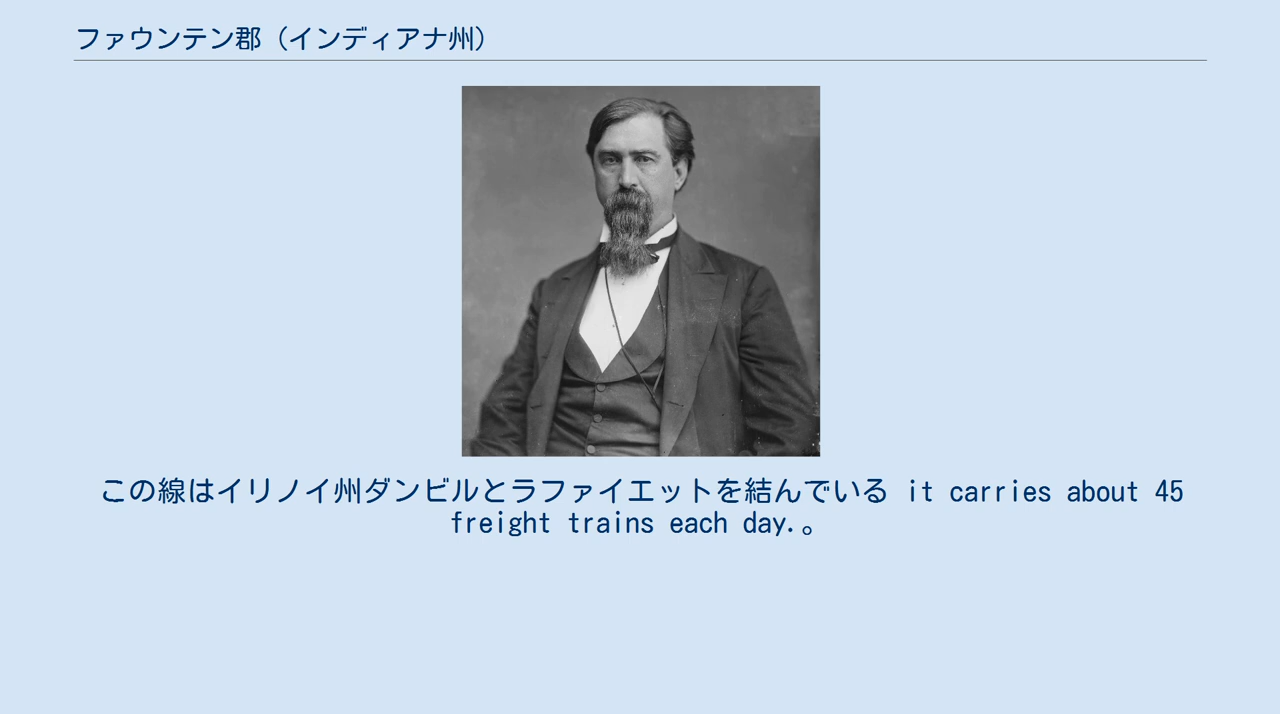 ファウンテン郡（インディアナ州）
この線はイリノイ州ダンビルとラファイエットを結んでいる it carries about 45
freight trains each day.。